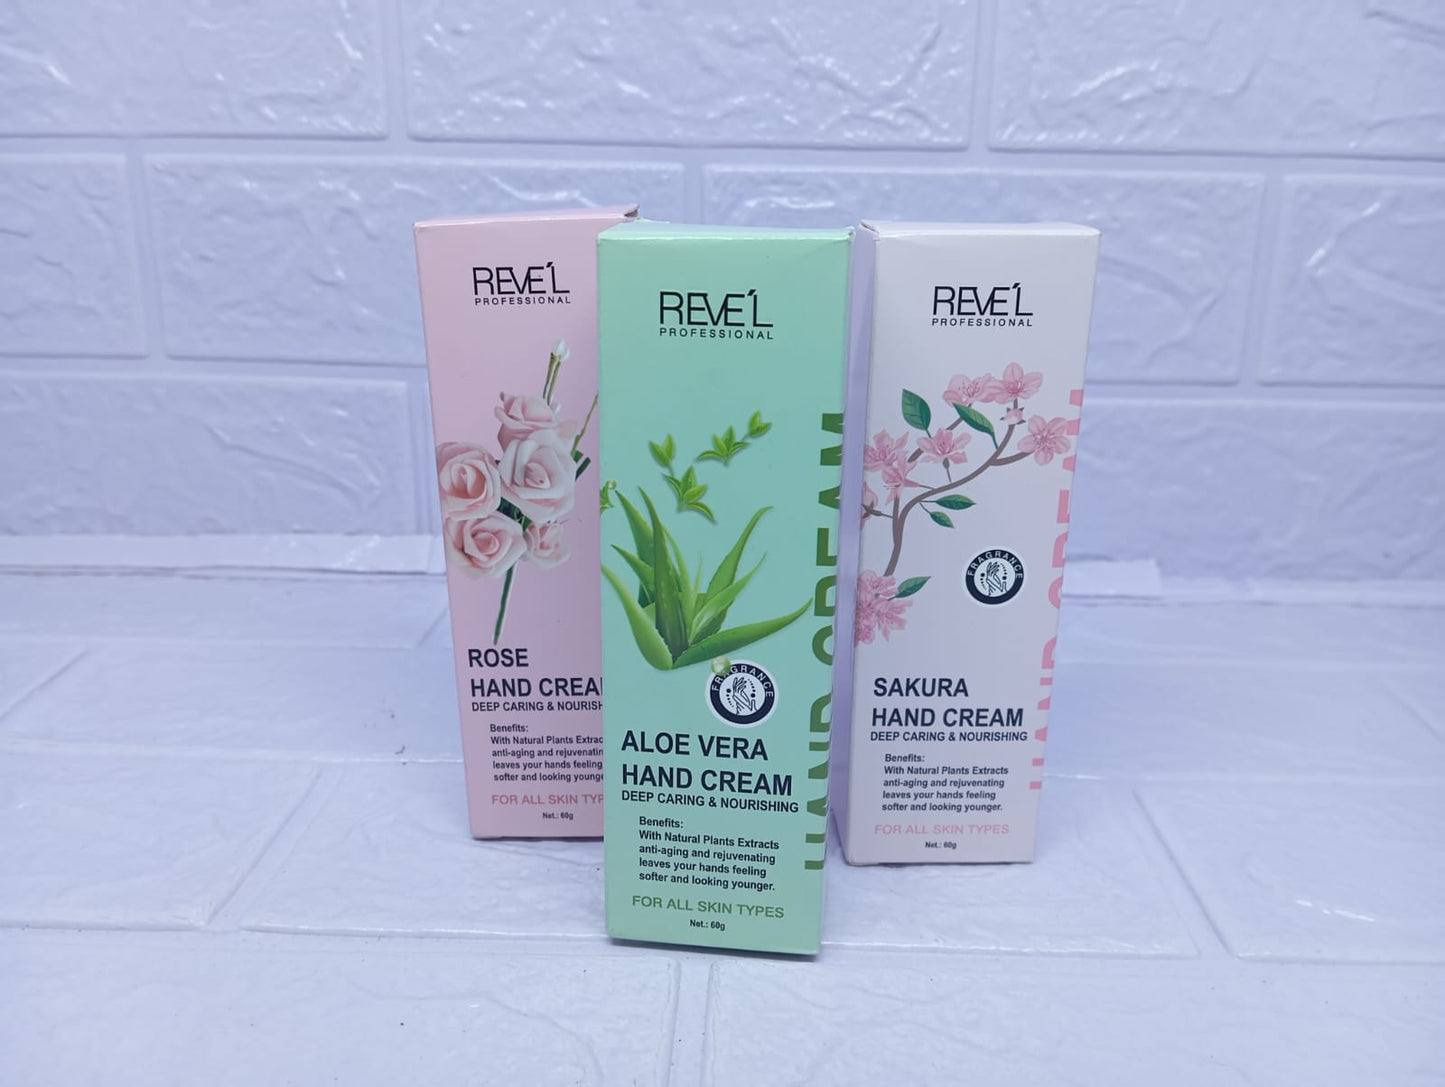 REVE'L
PROFESSIONAL
ROSE
HAND CREA
DEEP CARING & NOURISH
Benefits:
With Natural Plants Extrac
anti-aging and rejuvenating
leaves your hands feeling
softer and looking younge
FOR ALL SKIN TYP
Net.: 60g
REVE'L
PROFESSIONAL
HAND CREAM
FRAGRANCE
ALOE VERA
HAND CREAM
DEEP CARING & NOURISHING
Benefits:
With Natural Plants Extracts
anti-aging and rejuvenating
leaves your hands feeling
softer and looking younger.
FOR ALL SKIN TYPES
Net.: 60g
REVE'L
PROFESSIONAL
HAND CREAM
FRAGRANCE
SAKURA
HAND CREAM
DEEP CARING & NOURISHING
Benefits:
With Natural Plants Extracts
anti-aging and rejuvenating
leaves your hands feeling
softer and looking younger.
FOR ALL SKIN TYPES
Net.: 60g